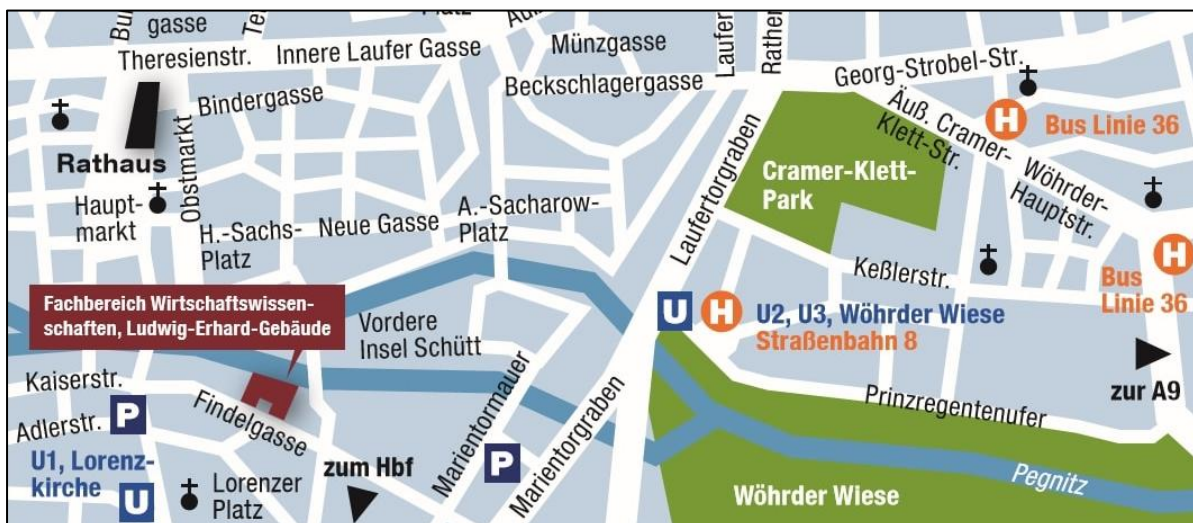 gasse
Platz
Theresienstr.
Innere Laufer Gasse
Münzgasse
Laufer
Beckschlagergasse
Georg-Strobel-Str.
Bindergasse
Äuß. Cramer-
Klett-Str.
H
Bus Linie 36
Rathaus
Obstmarkt
Cramer-Klett-
Park
Laufertorgraben
Wöhrder-
Hauptstr.
Haupt-
markt
H.-Sachs-
Platz
Neue Gasse
A.-Sacharow-
Platz
Keßlerstr.
H
Bus
Linie 36
Fachbereich Wirtschaftswissen-
schaften, Ludwig-Erhard-Gebäude
Vordere
Insel Schütt
U
H
U2, U3, Wöhrder Wiese
Straßenbahn 8
zur A9
Kaiserstr.
Findelgasse
Marientormauer
Marientorgraben
Prinzregentenufer
Adlerstr.
P
U1, Lorenz-
kirche
U
Lorenzer
Platz
zum Hbf
P
Wöhrder Wiese
Pegnitz